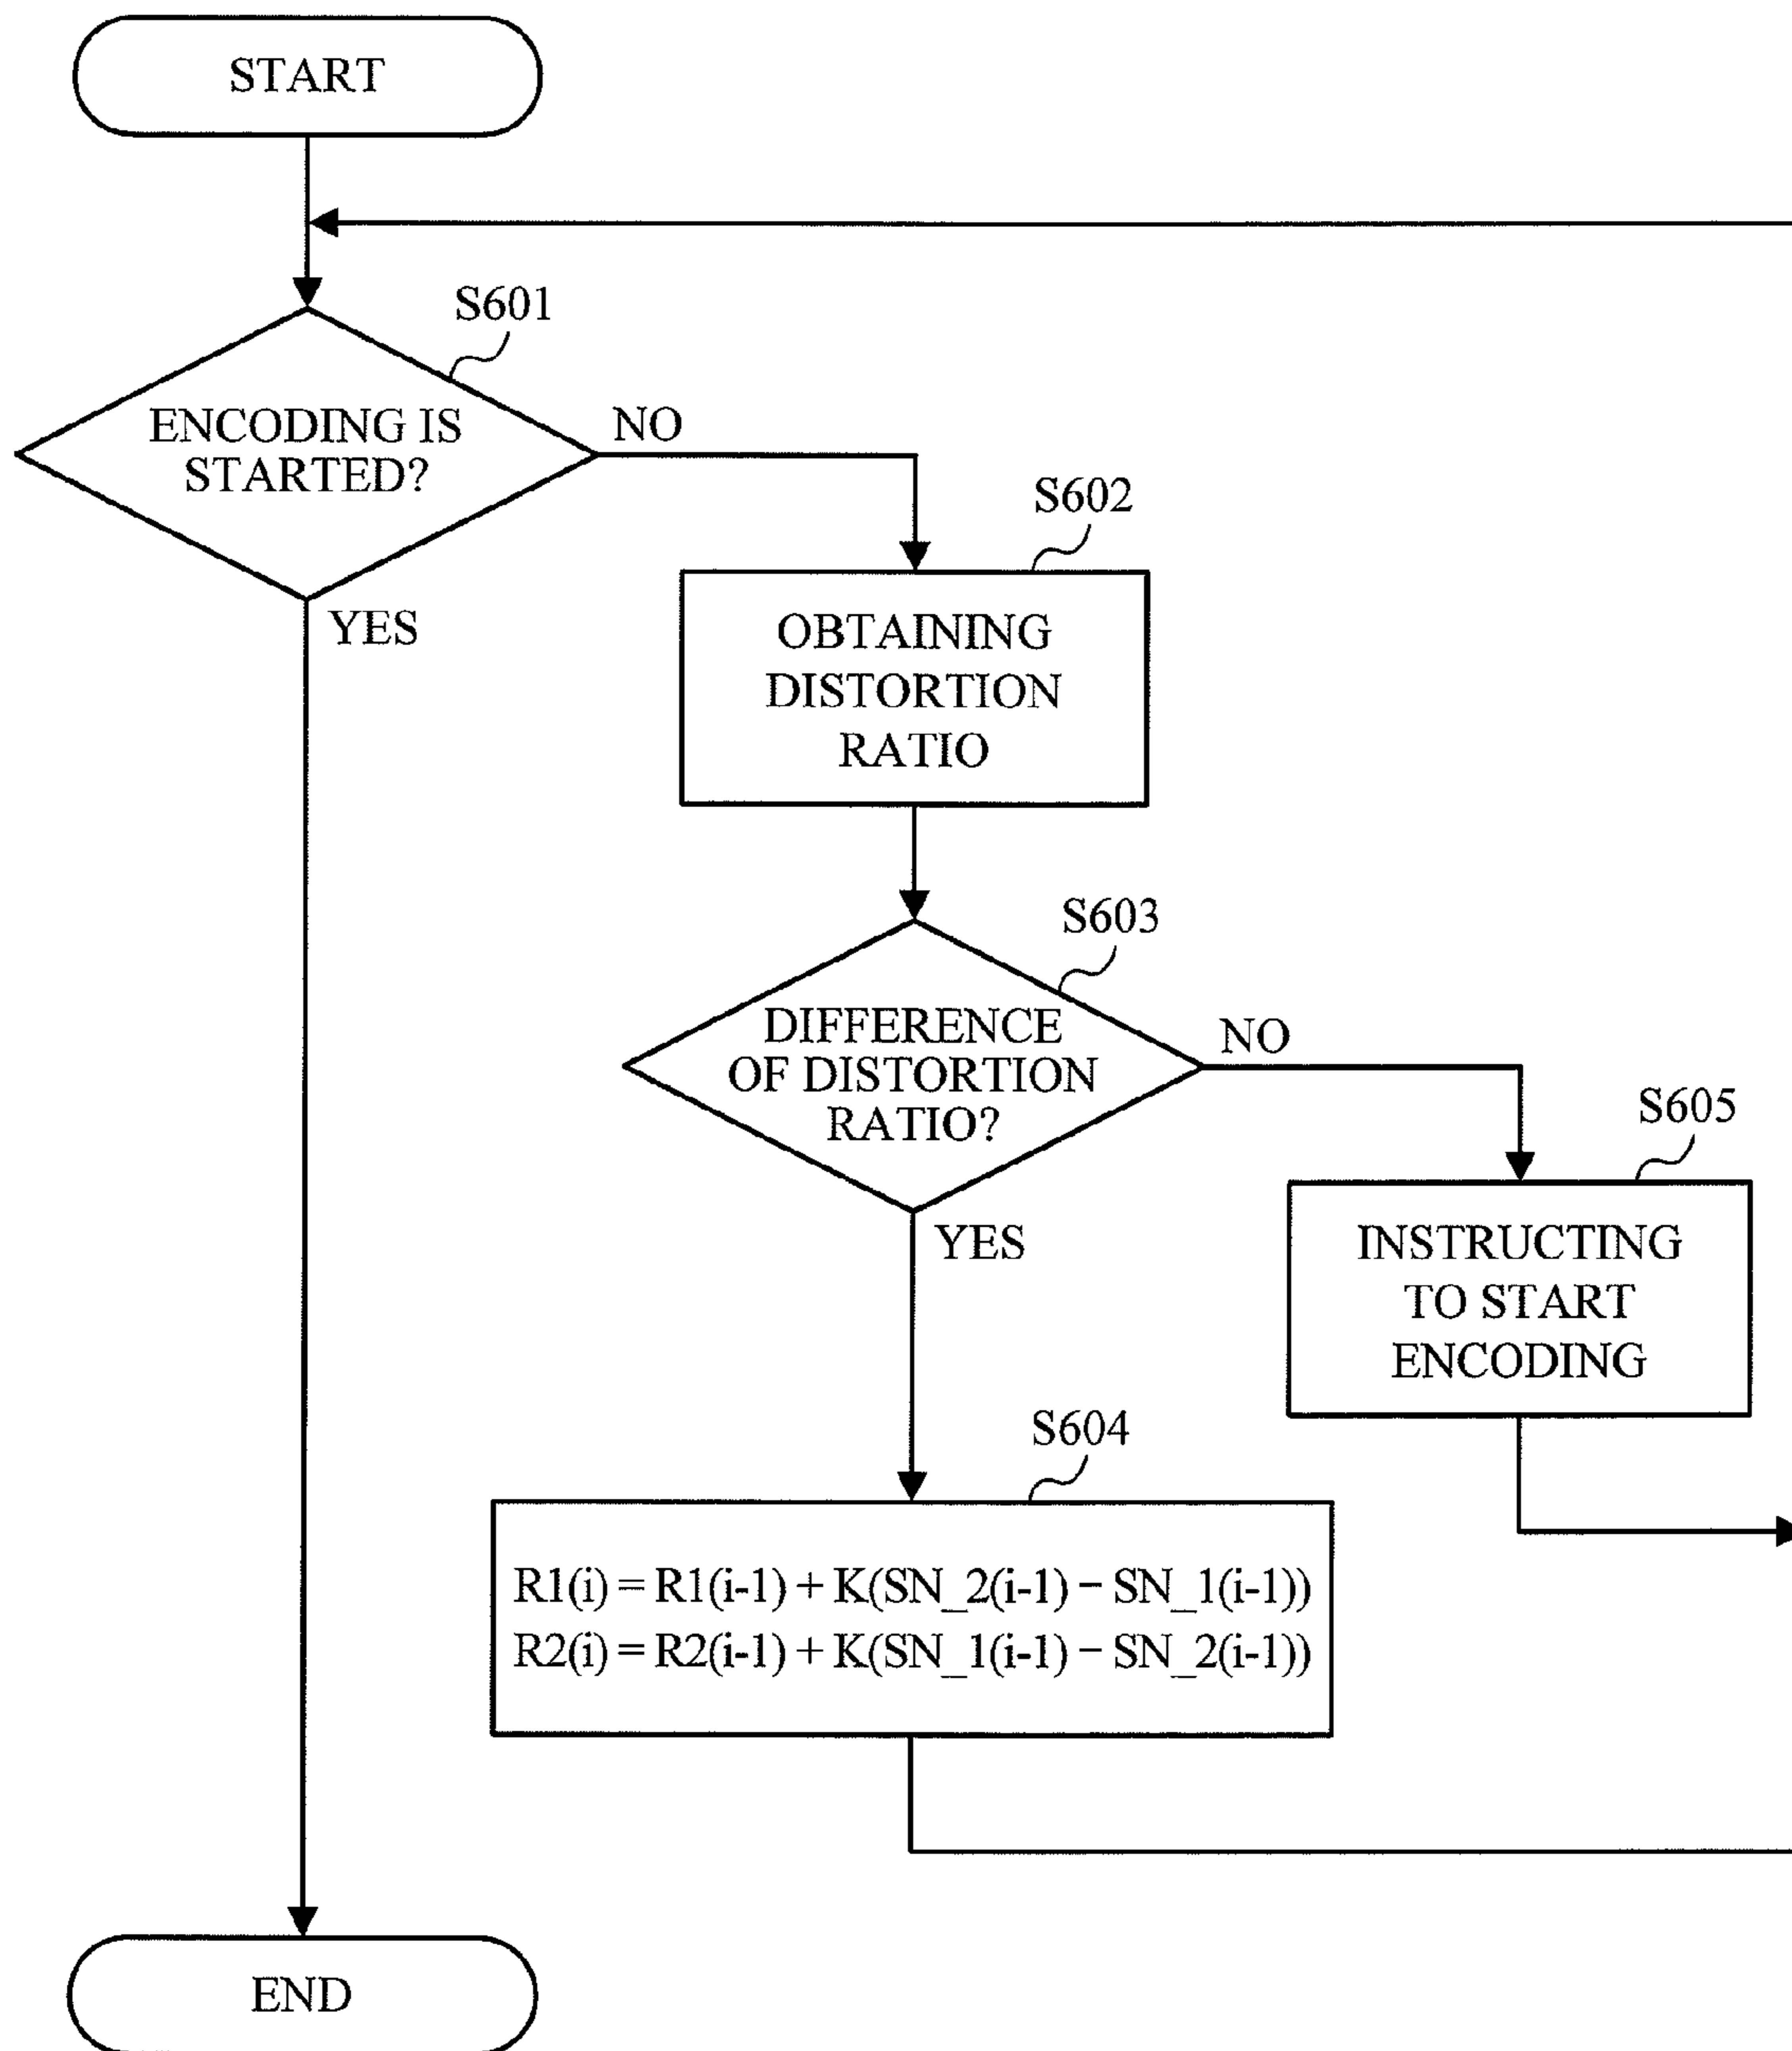 START
S601
ENCODING IS
STARTED?
NO
YES
S602
OBTAINING
DISTORTION
RATIO
S603
DIFFERENCE
OF DISTORTION
RATIO?
NO
YES
S605
INSTRUCTING
TO START
ENCODING
S604
R1(i) = R1(i-1) + K(SN_2(i-1) − SN_1(i-1))
R2(i) = R2(i-1) + K(SN_1(i-1) − SN_2(i-1))
END